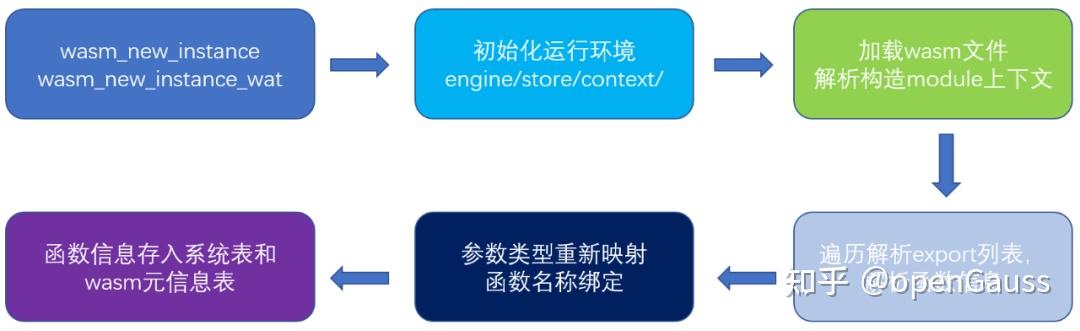 wasm_new_instance
wasm_new_instance_wat
初始化运行环境
engine/store/context/
加载wasm文件
解析构造module上下文
遍历解析export列表，
函数信息
参数类型重新映射
函数名称绑定
函数信息存入系统表和
wasm元信息表
知乎 @openGauss